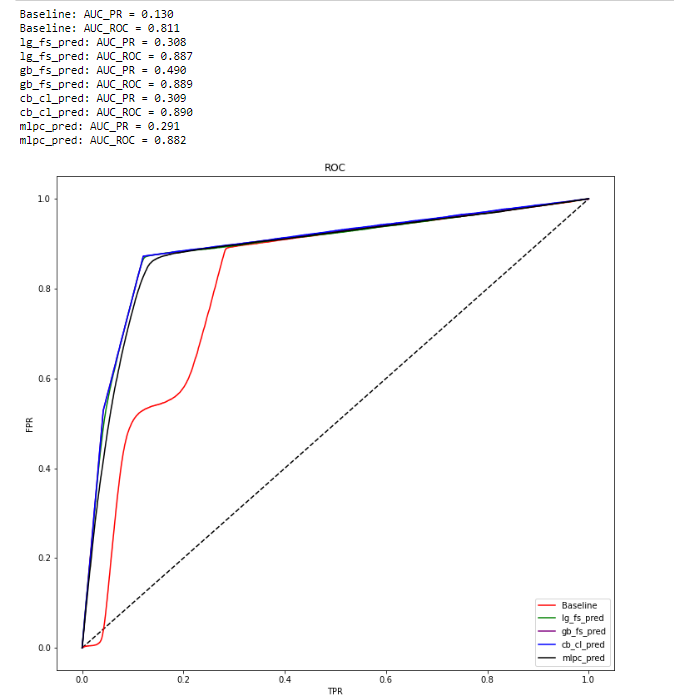 Baseline: AUC_PR = 0.130
Baseline: AUC_ROC = 0.811
lg_fs_pred: AUC_PR = 0.308
lg_fs_pred: AUC_ROC = 0.887
gb_fs_pred: AUC_PR = 0.490
gb_fs_pred: AUC_ROC = 0.889
cb_cl_pred: AUC_PR = 0.309
cb_cl_pred: AUC_ROC = 0.890
mlpc_pred: AUC_PR = 0.291
mlpc_pred: AUC_ROC = 0.882
ROC
1.0
0.8
0.6
0.4
0.2
0.0
FPR
Baseline
lg_fs_pred
gb_fs_pred
cb_cl_pred
mlpc_pred
0.0 0.2 0.4 0.6 0.8 1.0
TPR